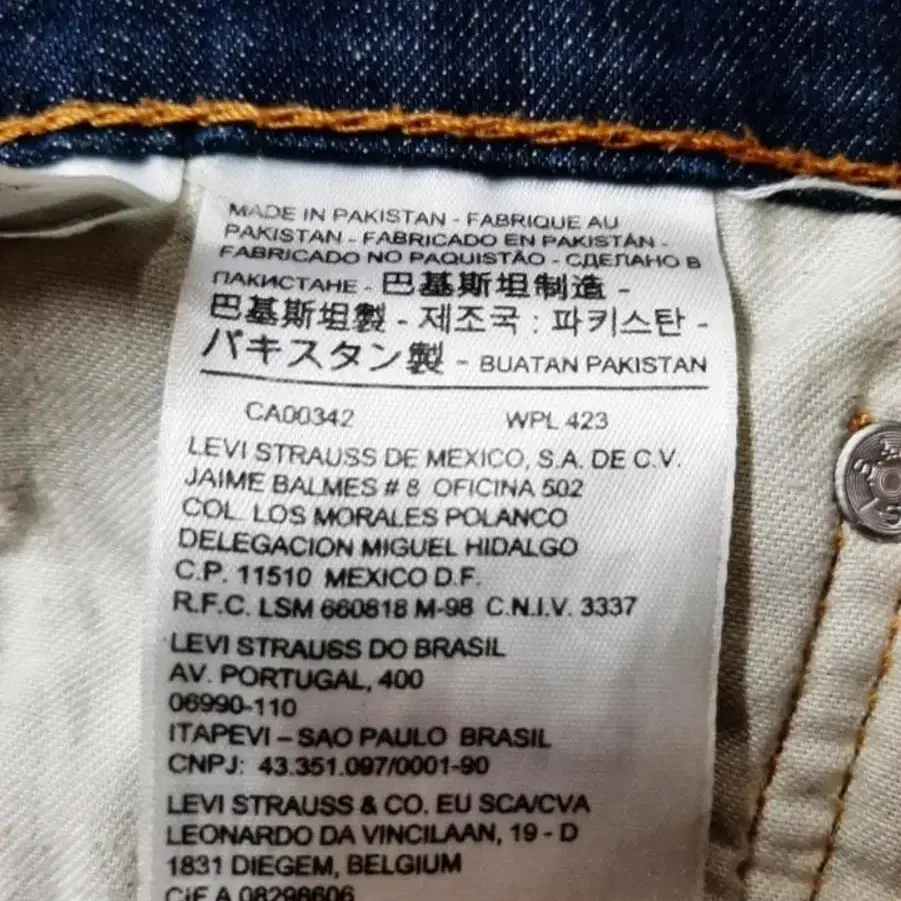 MADE IN PAKISTAN - FABRIQUE AU
PAKISTAN - FABRICADO EN PAKISTÁN -
FABRICADO NO PAQUISTÃO - СДЕЛАНО В
ПАКИСТАНЕ - 巴基斯坦制造 -
巴基斯坦製 - 제조국 : 파키스탄 -
パキスタン製 - BUATAN PAKISTAN
CA00342 WPL 423
LEVI STRAUSS DE MEXICO, S.A. DE C.V.
JAIME BALMES # 8 OFICINA 502
COL. LOS MORALES POLANCO
DELEGACION MIGUEL HIDALGO
C.P. 11510 MEXICO D.F.
R.F.C. LSM 660818 M-98 C.N.I.V. 3337
LEVI STRAUSS DO BRASIL
AV. PORTUGAL, 400
06990-110
ITAPEVI – SAO PAULO BRASIL
CNPJ: 43.351.097/0001-90
LEVI STRAUSS & CO. EU SCA/CVA
LEONARDO DA VINCILAAN, 19 - D
1831 DIEGEM, BELGIUM
CIF A 08298606